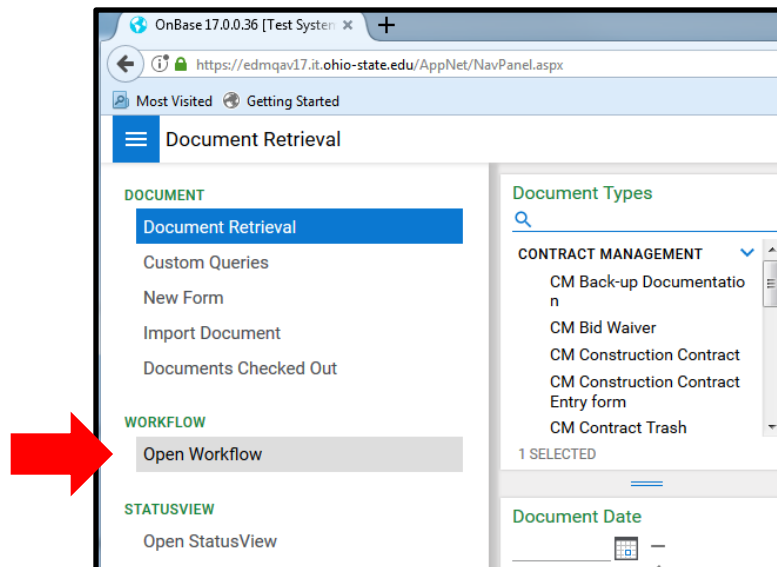 OnBase 17.0.0.36 [Test System
https://edmqav17.it.ohio-state.edu/AppNet/NavPanel.aspx
Most Visited Getting Started
Document Retrieval
DOCUMENT
Document Retrieval
Custom Queries
New Form
Import Document
Documents Checked Out
WORKFLOW
Open Workflow
STATUSVIEW
Open StatusView
Document Types
CONTRACT MANAGEMENT
CM Back-up Documentatio
n
CM Bid Waiver
CM Construction Contract
CM Construction Contract
Entry form
CM Contract Trash
1 SELECTED
Document Date